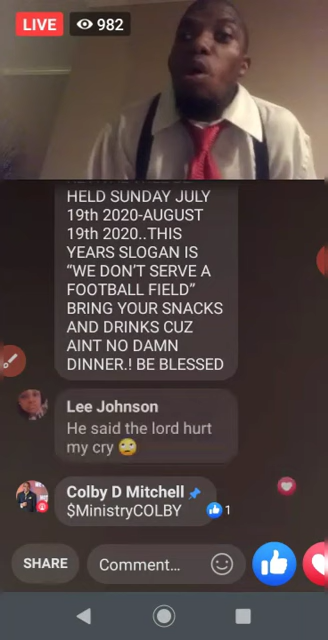 LIVE 982
HELD SUNDAY JULY
19th 2020-AUGUST
19th 2020..THIS
YEARS SLOGAN IS
“WE DON’T SERVE A
FOOTBALL FIELD”
BRING YOUR SNACKS
AND DRINKS CUZ
AINT NO DAMN
DINNER.! BE BLESSED
Lee Johnson
He said the lord hurt
my cry 🙄
Colby D Mitchell
$MinistryCOLBY
1
SHARE
Comment...